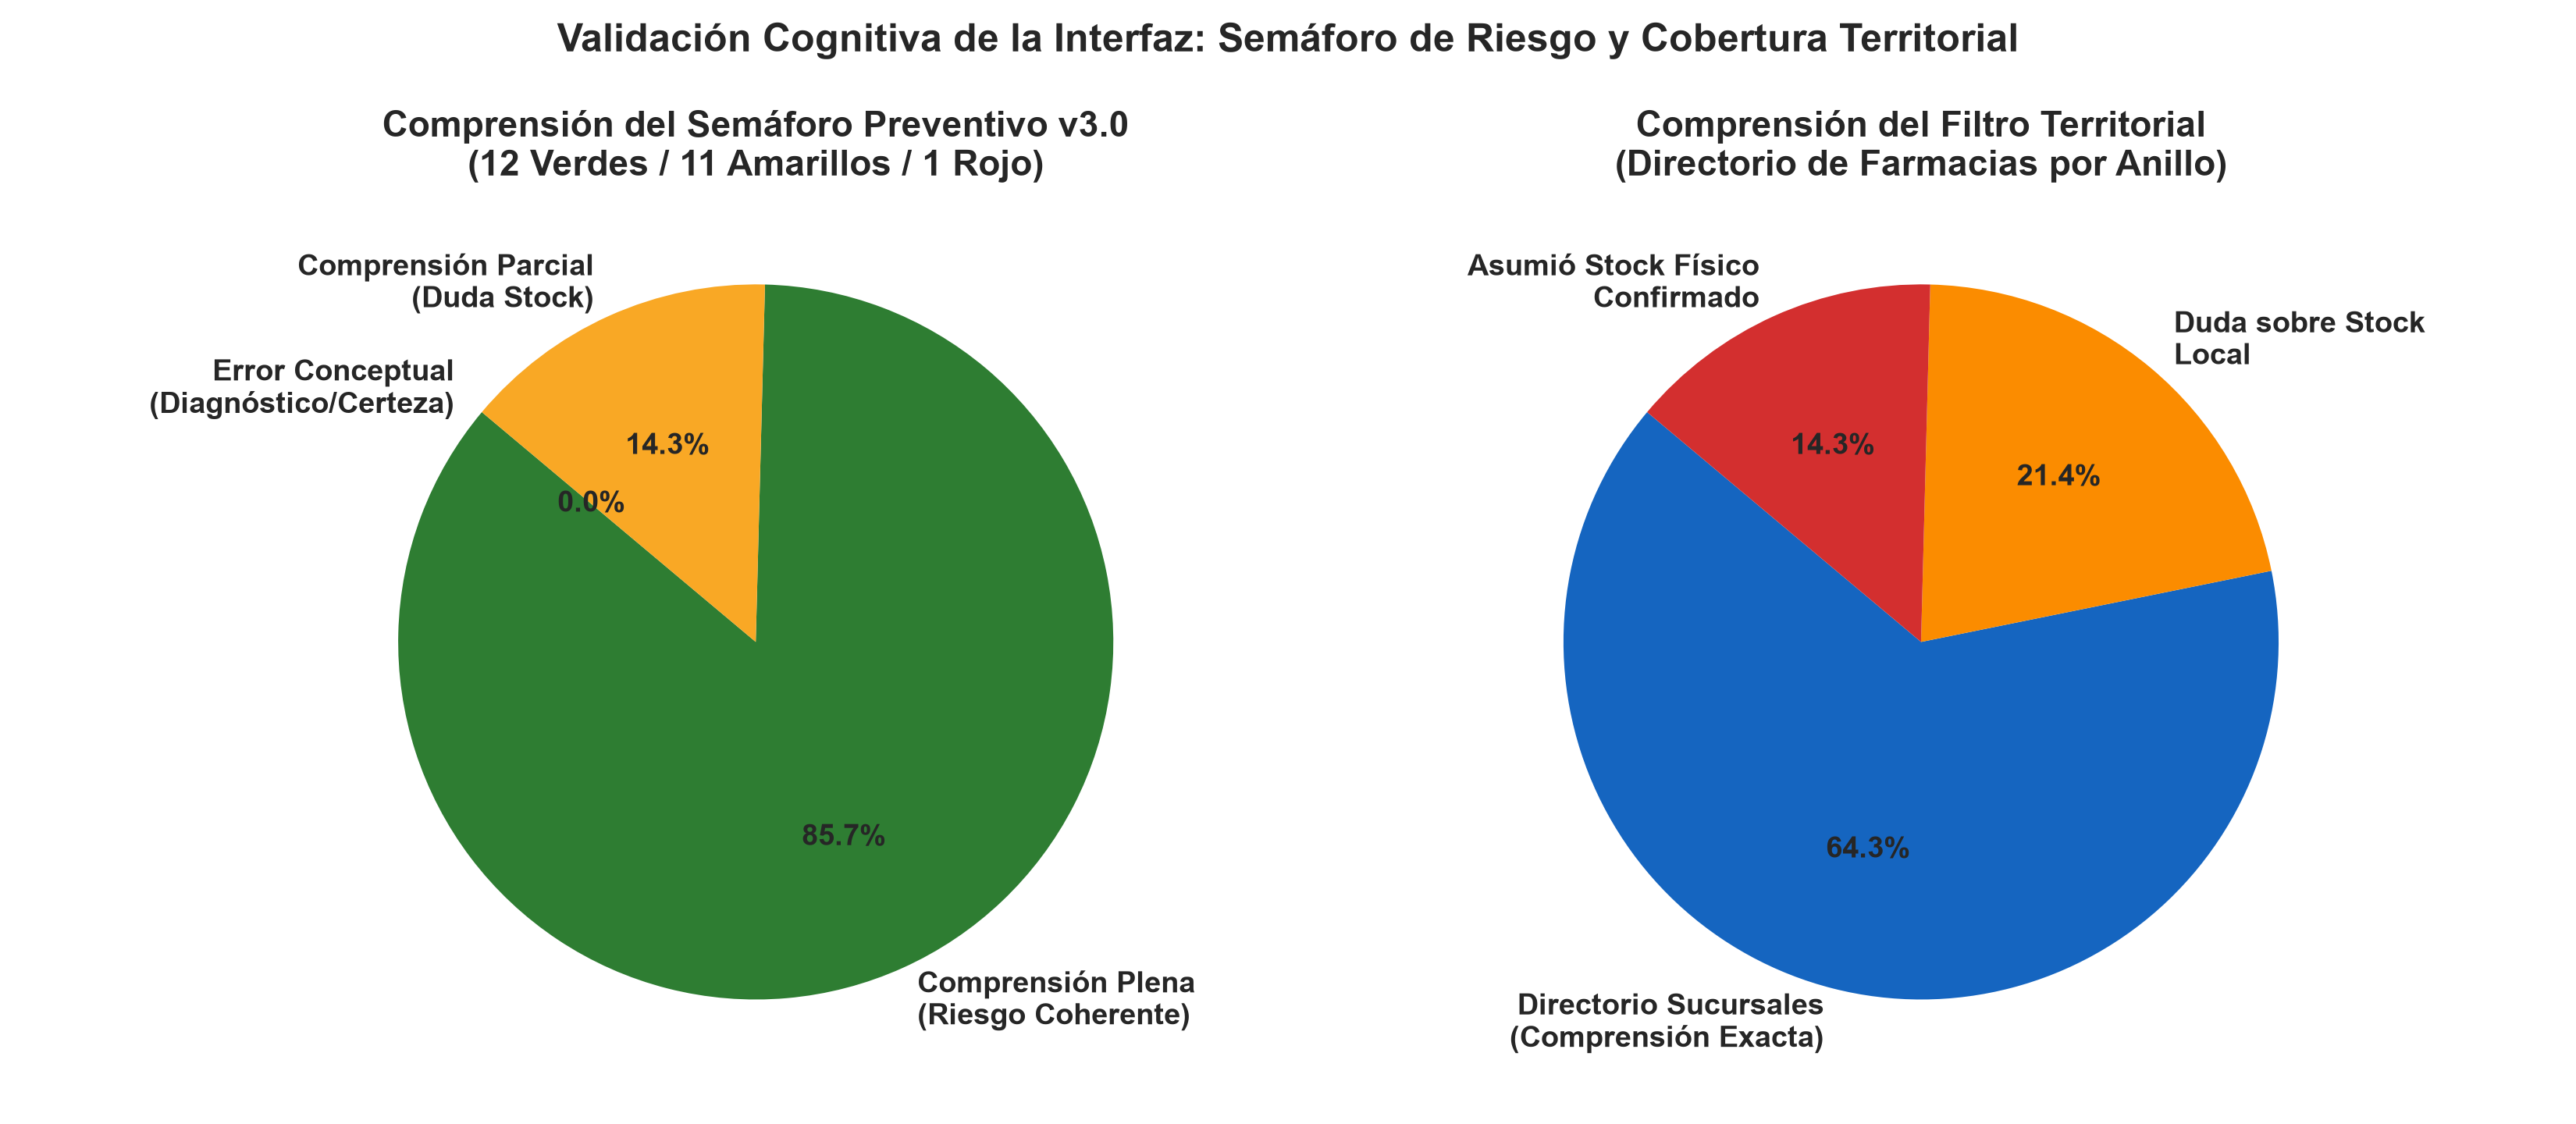 Validación Cognitiva de la Interfaz: Semáforo de Riesgo y Cobertura Territorial
Comprensión del Semáforo Preventivo v3.0
(12 Verdes / 11 Amarillos / 1 Rojo)
Comprensión Parcial
(Duda Stock)
Error Conceptual
(Diagnóstico/Certeza)
14.3%
0.0%
85.7%
Comprensión Plena
(Riesgo Coherente)
Comprensión del Filtro Territorial
(Directorio de Farmacias por Anillo)
Asumió Stock Físico
Confirmado
Duda sobre Stock
Local
14.3%
21.4%
64.3%
Directorio Sucursales
(Comprensión Exacta)